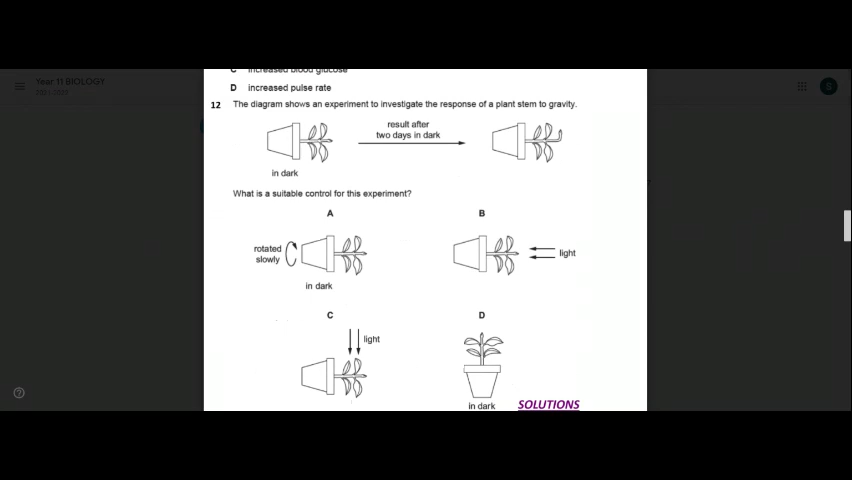 Year 11 BIOLOGY
2021-2022
C increased blood glucose
D increased pulse rate
12 The diagram shows an experiment to investigate the response of a plant stem to gravity.
result after
two days in dark
in dark
What is a suitable control for this experiment?
A
B
rotated
slowly
light
in dark
C
D
light
in dark
SOLUTIONS